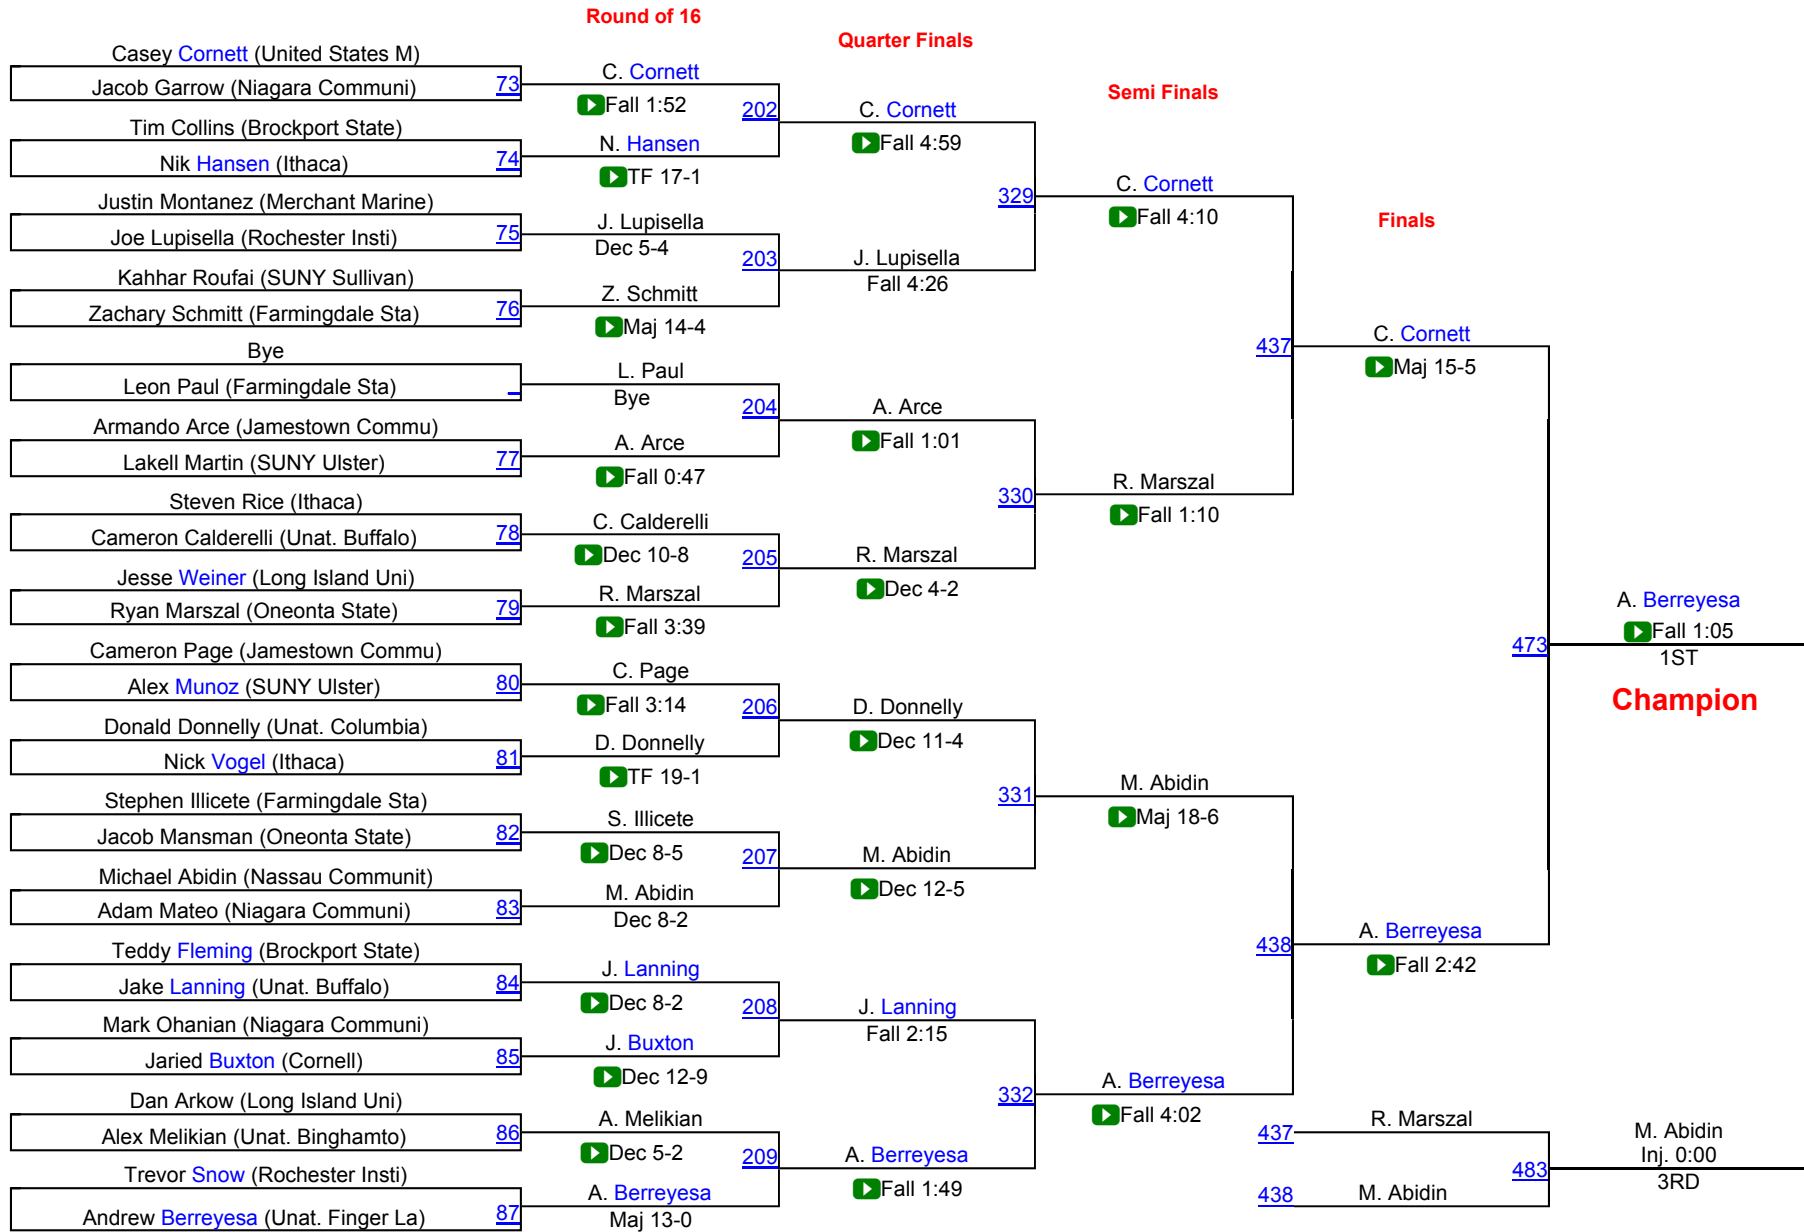 Round of 16
Quarter Finals
Semi Finals
Finals
Casey Cornett (United States M)
Jacob Garrow (Niagara Communi)
73
Tim Collins (Brockport State)
Nik Hansen (Ithaca)
74
Justin Montanez (Merchant Marine)
Joe Lupisella (Rochester Insti)
75
Kahhar Roufai (SUNY Sullivan)
Zachary Schmitt (Farmingdale Sta)
76
Bye
Leon Paul (Farmingdale Sta)
Armando Arce (Jamestown Commu)
Lakell Martin (SUNY Ulster)
77
Steven Rice (Ithaca)
Cameron Calderelli (Unat. Buffalo)
78
Jesse Weiner (Long Island Uni)
Ryan Marszal (Oneonta State)
79
Cameron Page (Jamestown Commu)
Alex Munoz (SUNY Ulster)
80
Donald Donnelly (Unat. Columbia)
Nick Vogel (Ithaca)
81
Stephen Illicete (Farmingdale Sta)
Jacob Mansman (Oneonta State)
82
Michael Abidin (Nassau Communit)
Adam Mateo (Niagara Communi)
83
Teddy Fleming (Brockport State)
Jake Lanning (Unat. Buffalo)
84
Mark Ohanian (Niagara Communi)
Jaried Buxton (Cornell)
85
Dan Arkow (Long Island Uni)
Alex Melikian (Unat. Binghamto)
86
Trevor Snow (Rochester Insti)
Andrew Berreyesa (Unat. Finger La)
87
C. Cornett
Fall 1:52
202
N. Hansen
TF 17-1
J. Lupisella
Dec 5-4
203
Z. Schmitt
Maj 14-4
L. Paul
Bye
204
A. Arce
Fall 0:47
C. Calderelli
Dec 10-8
205
R. Marszal
Fall 3:39
C. Page
Fall 3:14
206
D. Donnelly
TF 19-1
S. Illicete
Dec 8-5
207
M. Abidin
Dec 8-2
J. Lanning
Dec 8-2
208
J. Buxton
Dec 12-9
A. Melikian
Dec 5-2
209
A. Berreyesa
Maj 13-0
C. Cornett
Fall 4:59
329
J. Lupisella
Fall 4:26
A. Arce
Fall 1:01
330
R. Marszal
Dec 4-2
D. Donnelly
Dec 11-4
331
M. Abidin
Dec 12-5
J. Lanning
Fall 2:15
332
A. Berreyesa
Fall 1:49
C. Cornett
Fall 4:10
437
R. Marszal
Fall 1:10
M. Abidin
Maj 18-6
438
A. Berreyesa
Fall 4:02
C. Cornett
Maj 15-5
473
A. Berreyesa
Fall 2:42
A. Berreyesa
Fall 1:05
1ST
Champion
437
R. Marszal
483
438
M. Abidin
M. Abidin
Inj. 0:00
3RD